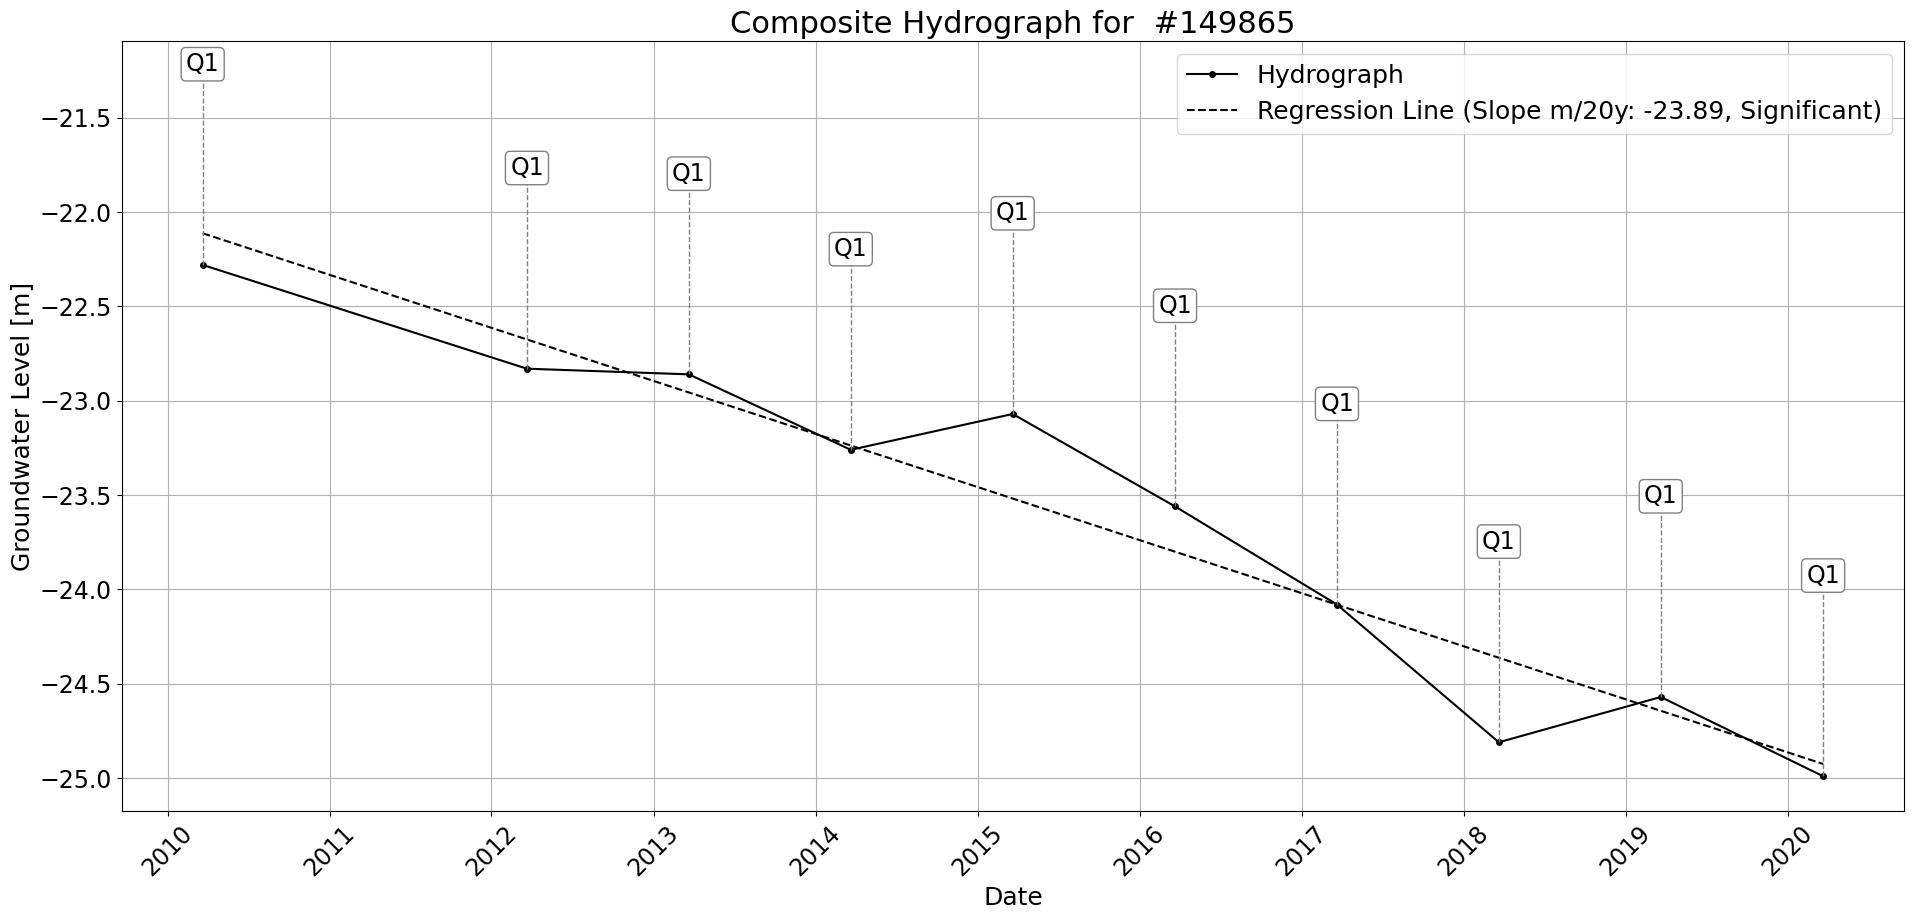 Composite Hydrograph for  #149865
Hydrograph
Regression Line (Slope m/20y: -23.89, Significant)
Q1
Q1
Q1
Q1
Q1
Q1
Q1
Q1
Q1
Q1
Groundwater Level [m]
−21.5
−22.0
−22.5
−23.0
−23.5
−24.0
−24.5
−25.0
2010
2011
2012
2013
2014
2015
2016
2017
2018
2019
2020
Date